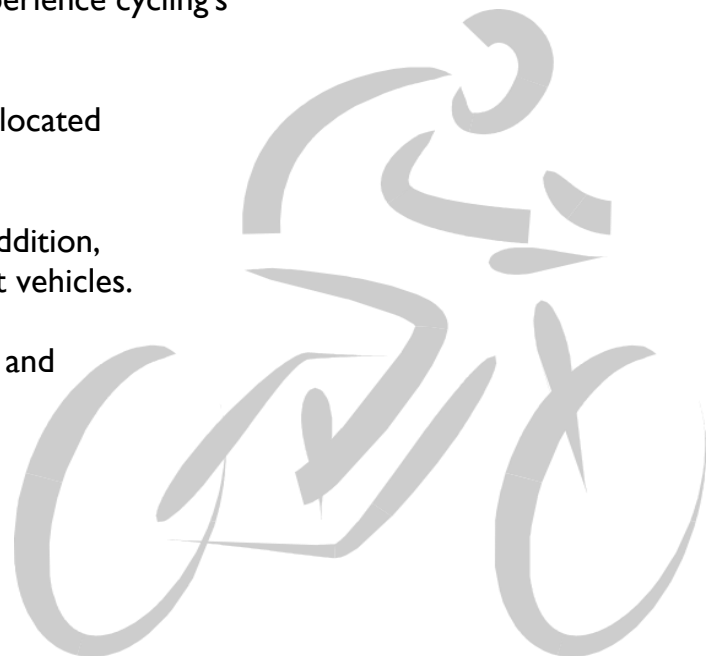 perience cycling's
located
ddition,
t vehicles.
and